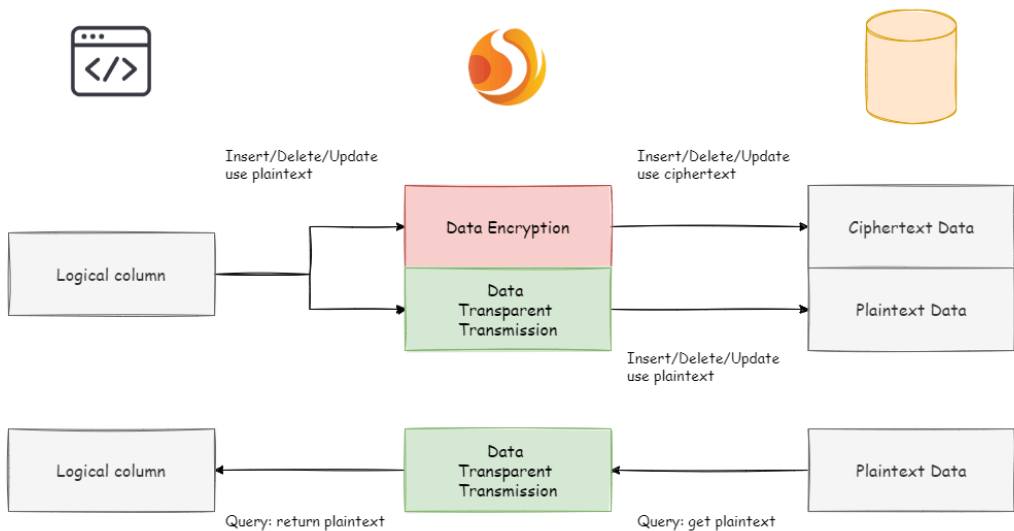 Insert/Delete/Update
use plaintext
Insert/Delete/Update
use ciphertext
Logical column
Data Encryption
Ciphertext Data
Data
Transparent
Transmission
Plaintext Data
Insert/Delete/Update
use plaintext
Logical column
Data
Transparent
Transmission
Plaintext Data
Query: return plaintext
Query: get plaintext